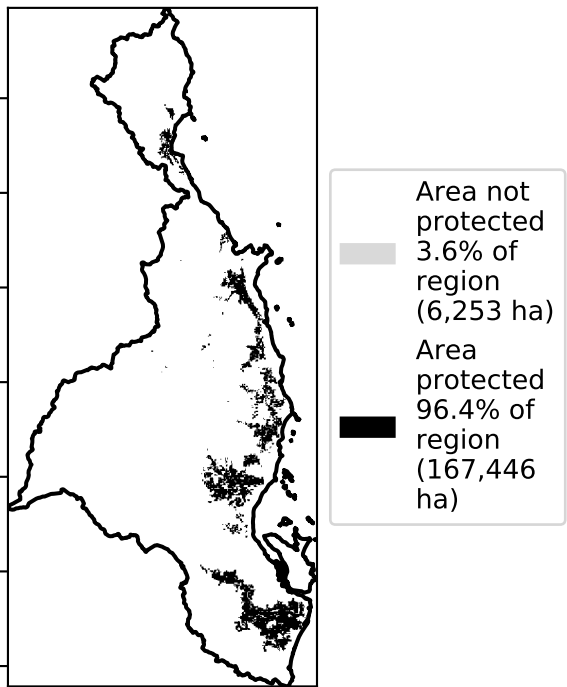 Area not
protected
3.6% of
region
(6,253 ha)
Area
protected
96.4% of
region
(167,446
ha)